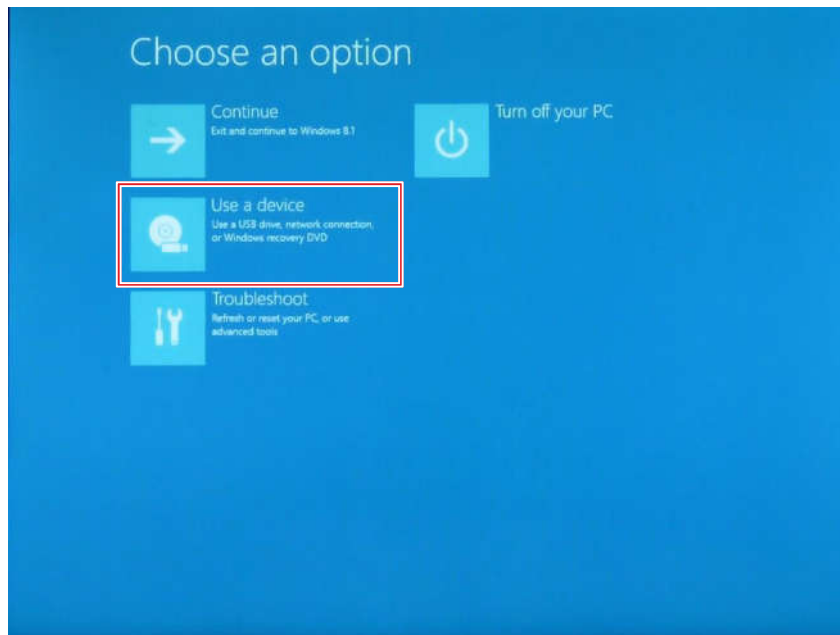 Choose an option
Continue
Exit and continue to Windows 8.1
Turn off your PC
Use a device
Use a USB drive, network connection,
or Windows recovery DVD
Troubleshoot
Refresh or reset your PC, or use
advanced tools